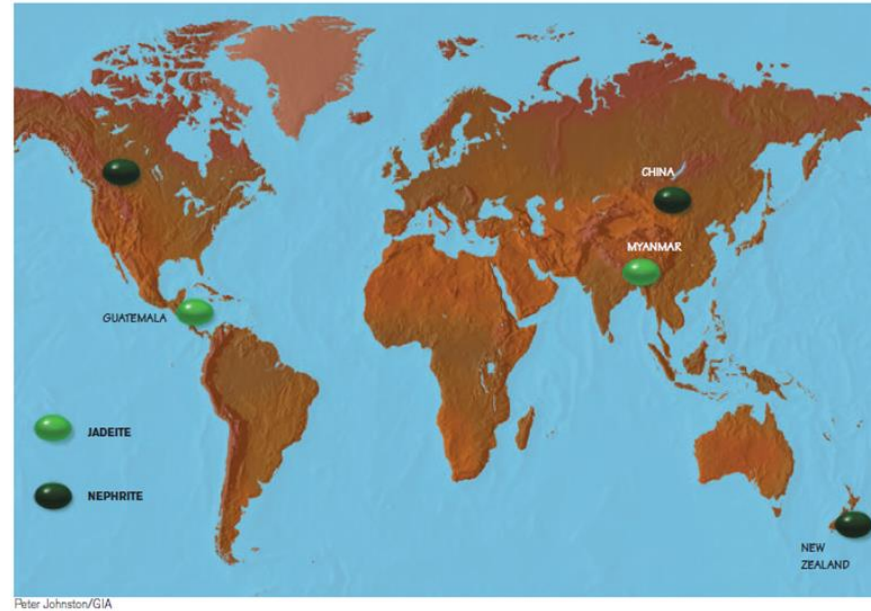 CHINA
MYANMAR
GUATEMALA
JADEITE
NEPHRITE
NEW
ZEALAND
Peter Johnston/GIA